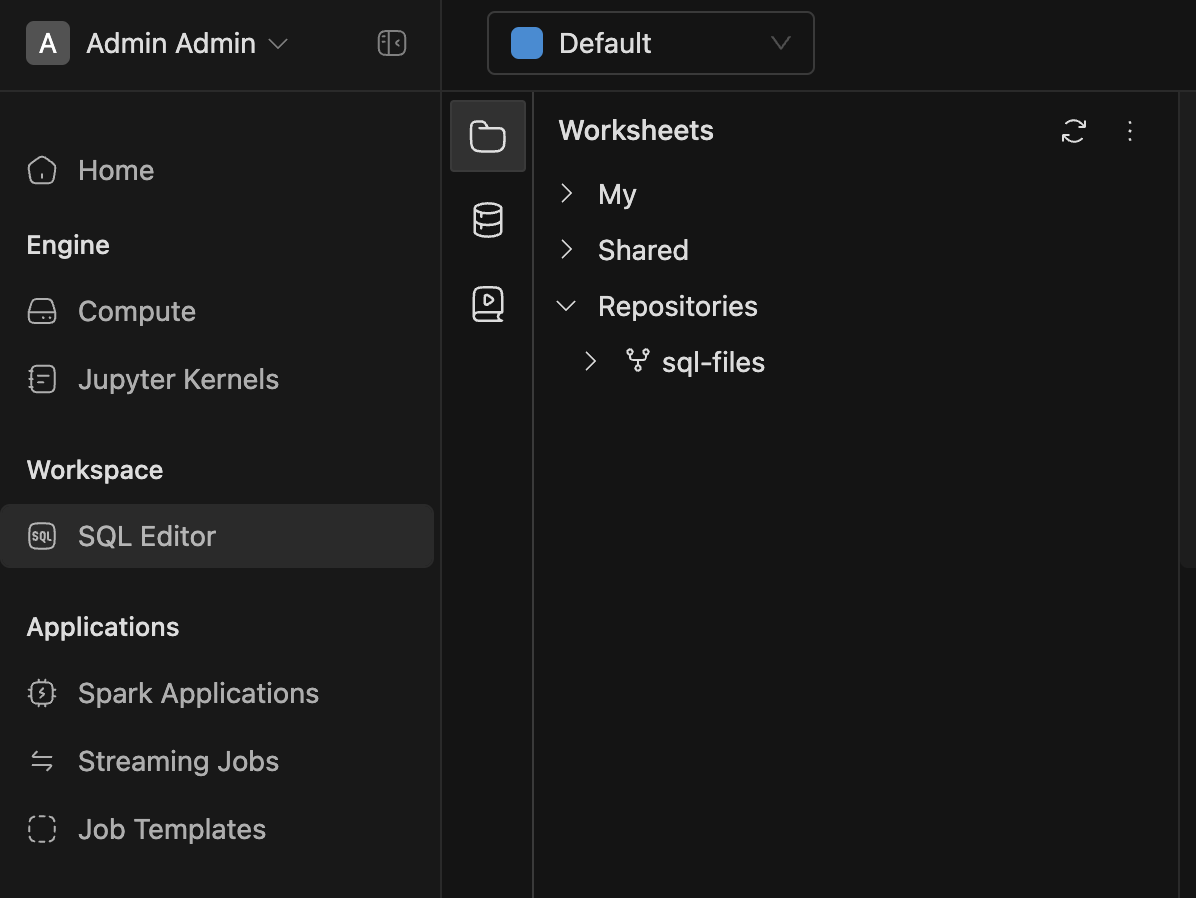 A Admin Admin
Default
Home
Engine
Compute
Jupyter Kernels
Workspace
SQL SQL Editor
Applications
Spark Applications
Streaming Jobs
Job Templates
Worksheets
My
Shared
Repositories
sql-files